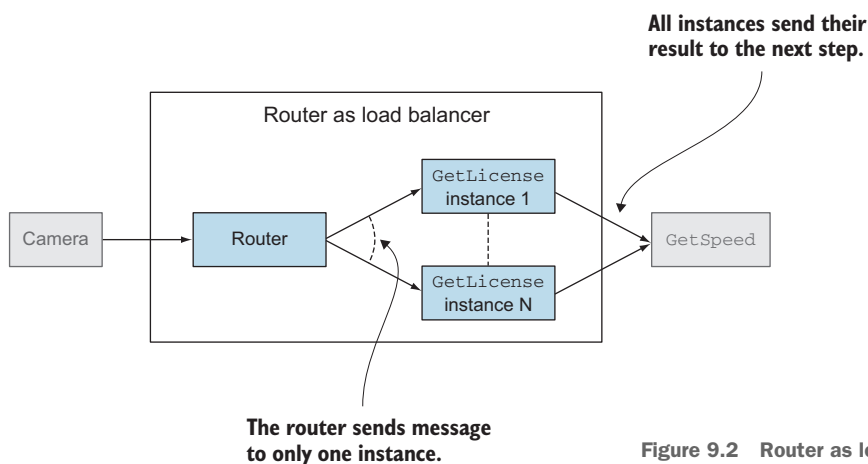 All instances send their
result to the next step.
Router as load balancer
GetLicense
instance 1
Camera
Router
GetSpeed
GetLicense
instance N
The router sends message
to only one instance.
Figure 9.2 Router as